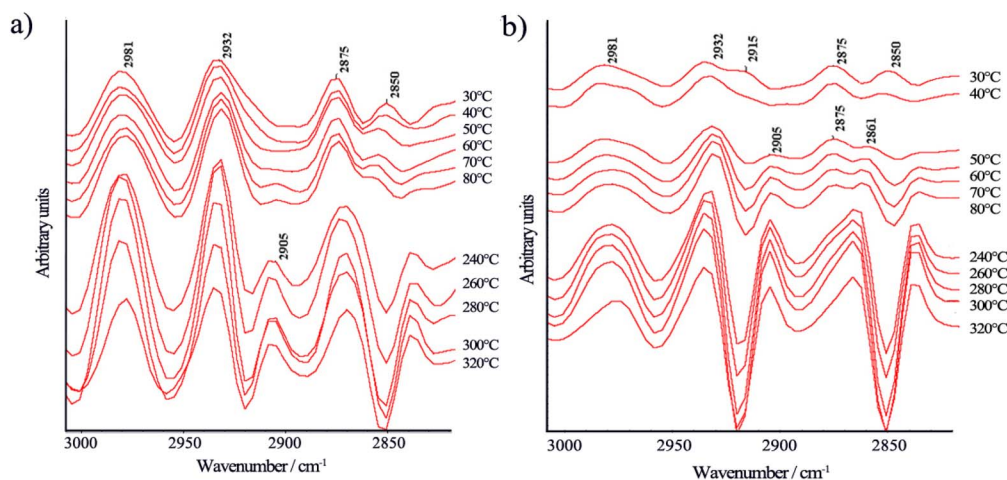 a)
2981
2932
2875
2850
30°C
40°C
50°C
60°C
70°C
80°C
2905
240°C
260°C
280°C
300°C
320°C
Arbitrary units
3000
2950
2900
2850
Wavenumber / cm⁻¹
b)
2981
2932
2915
2875
2850
30°C
40°C
2905
2875
2861
50°C
60°C
70°C
80°C
240°C
260°C
280°C
300°C
320°C
Arbitrary units
3000
2950
2900
2850
Wavenumber / cm⁻¹